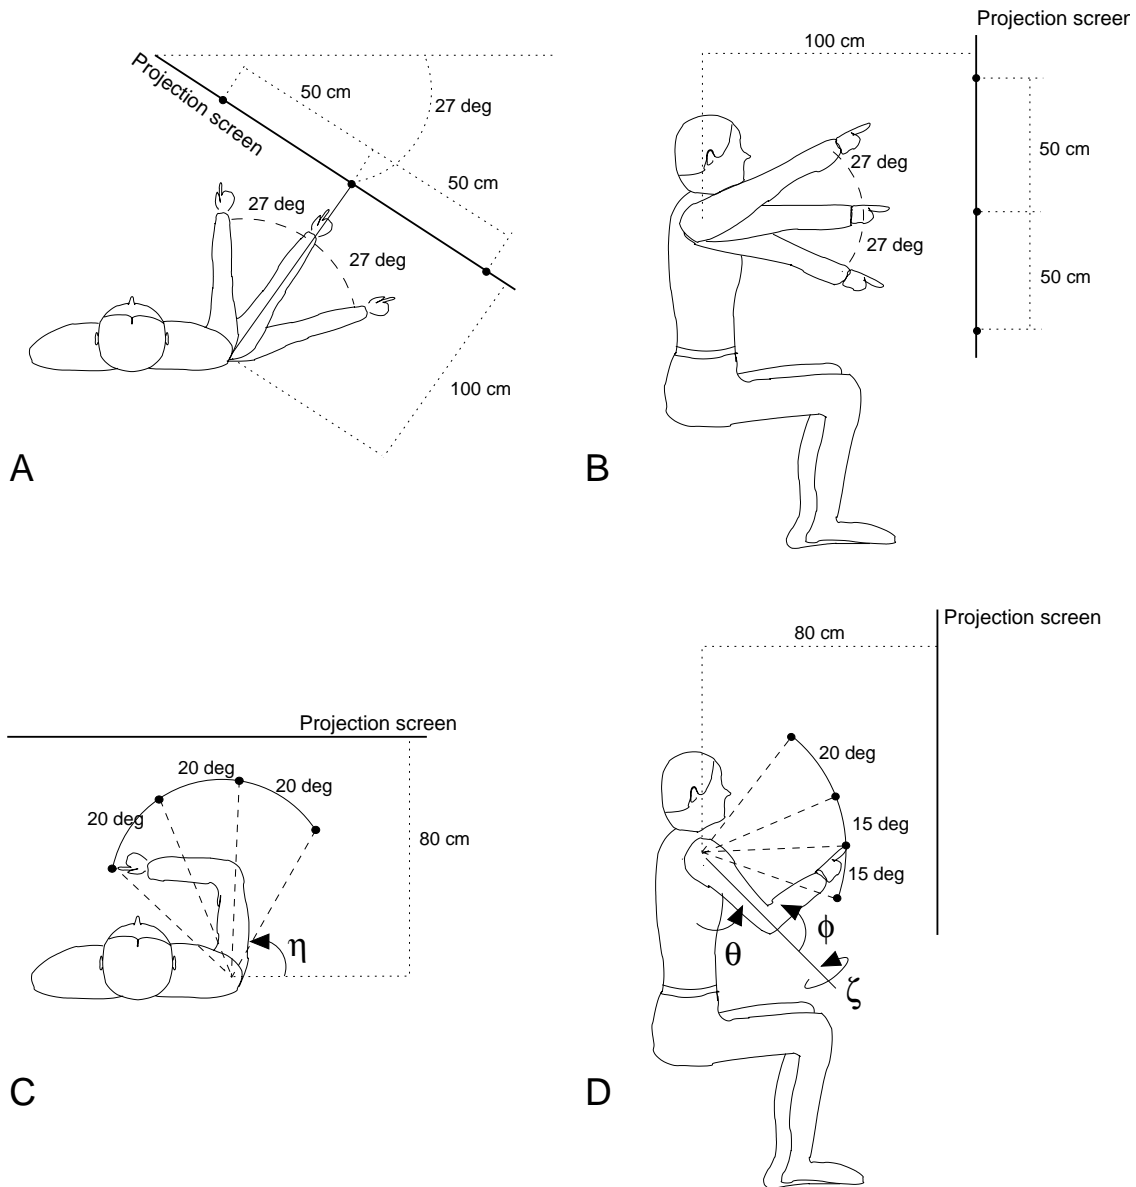 Projection screen
50 cm
27 deg
50 cm
27 deg
27 deg
100 cm
A
Projection screen
100 cm
27 deg
50 cm
27 deg
50 cm
B
Projection screen
20 deg
20 deg
20 deg
80 cm
η
C
Projection screen
80 cm
20 deg
15 deg
15 deg
θ
ϕ
ζ
D